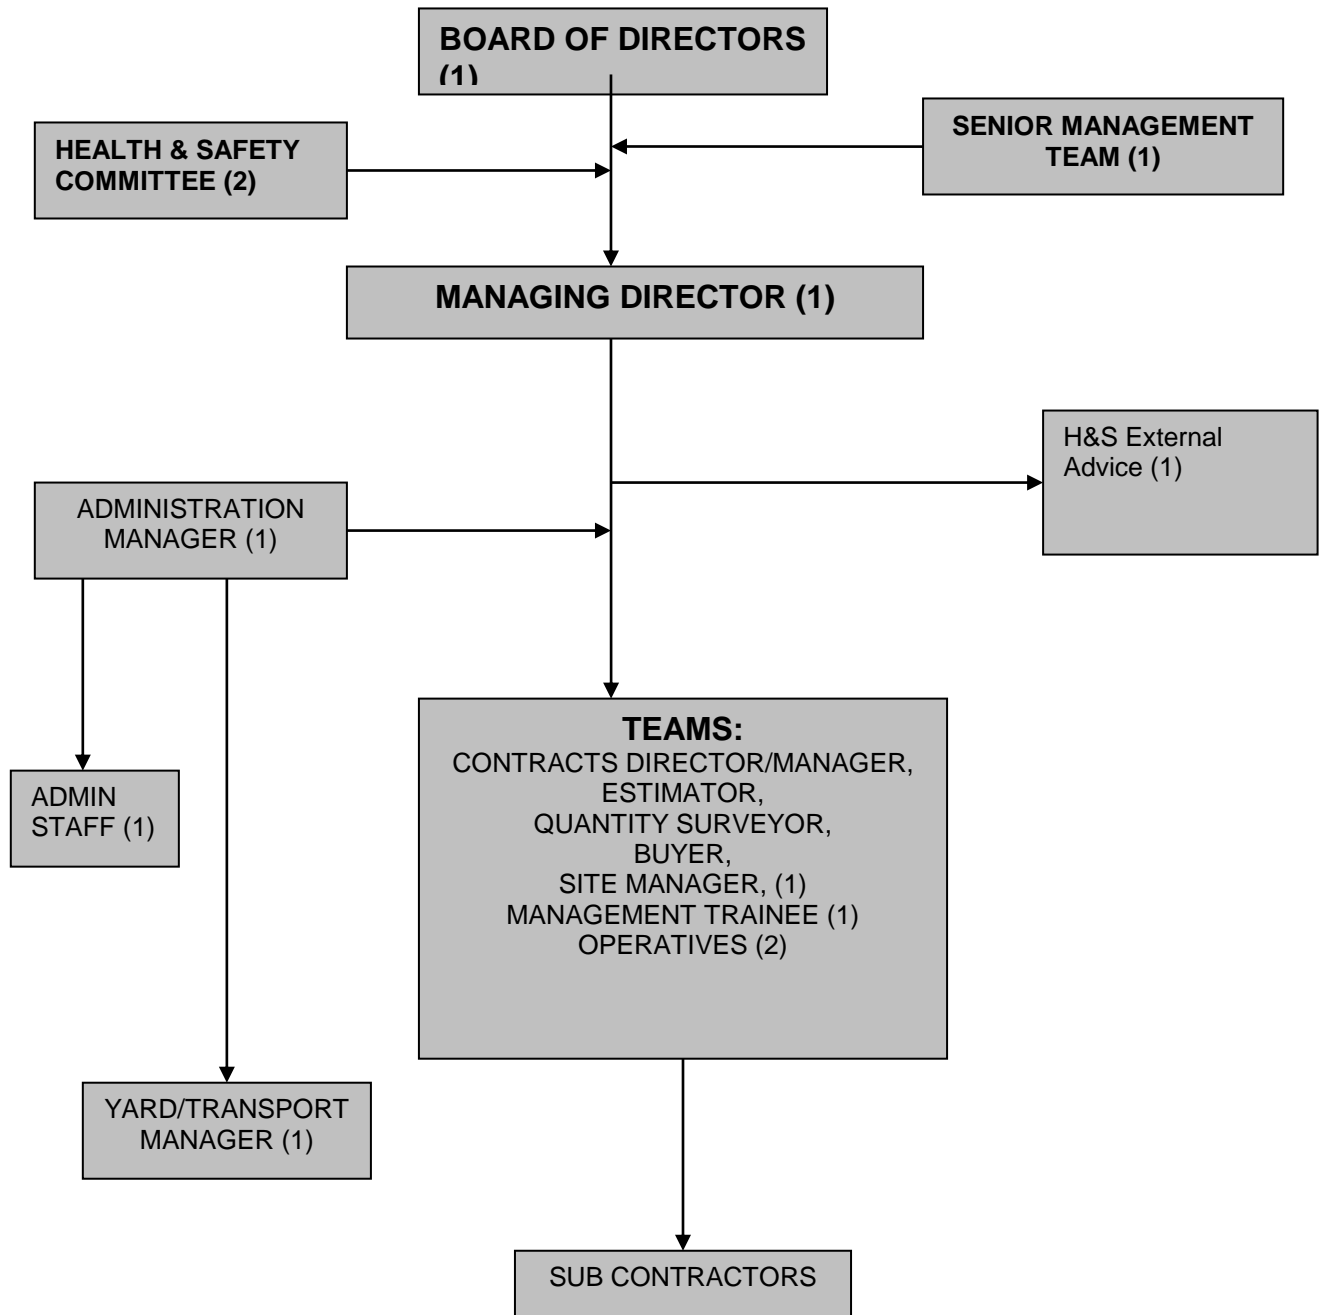 BOARD OF DIRECTORS
(1)
HEALTH & SAFETY
COMMITTEE (2)
SENIOR MANAGEMENT
TEAM (1)
MANAGING DIRECTOR (1)
H&S External
Advice (1)
ADMINISTRATION
MANAGER (1)
TEAMS:
CONTRACTS DIRECTOR/MANAGER,
ESTIMATOR,
QUANTITY SURVEYOR,
BUYER,
SITE MANAGER, (1)
MANAGEMENT TRAINEE (1)
OPERATIVES (2)
ADMIN
STAFF (1)
YARD/TRANSPORT
MANAGER (1)
SUB CONTRACTORS